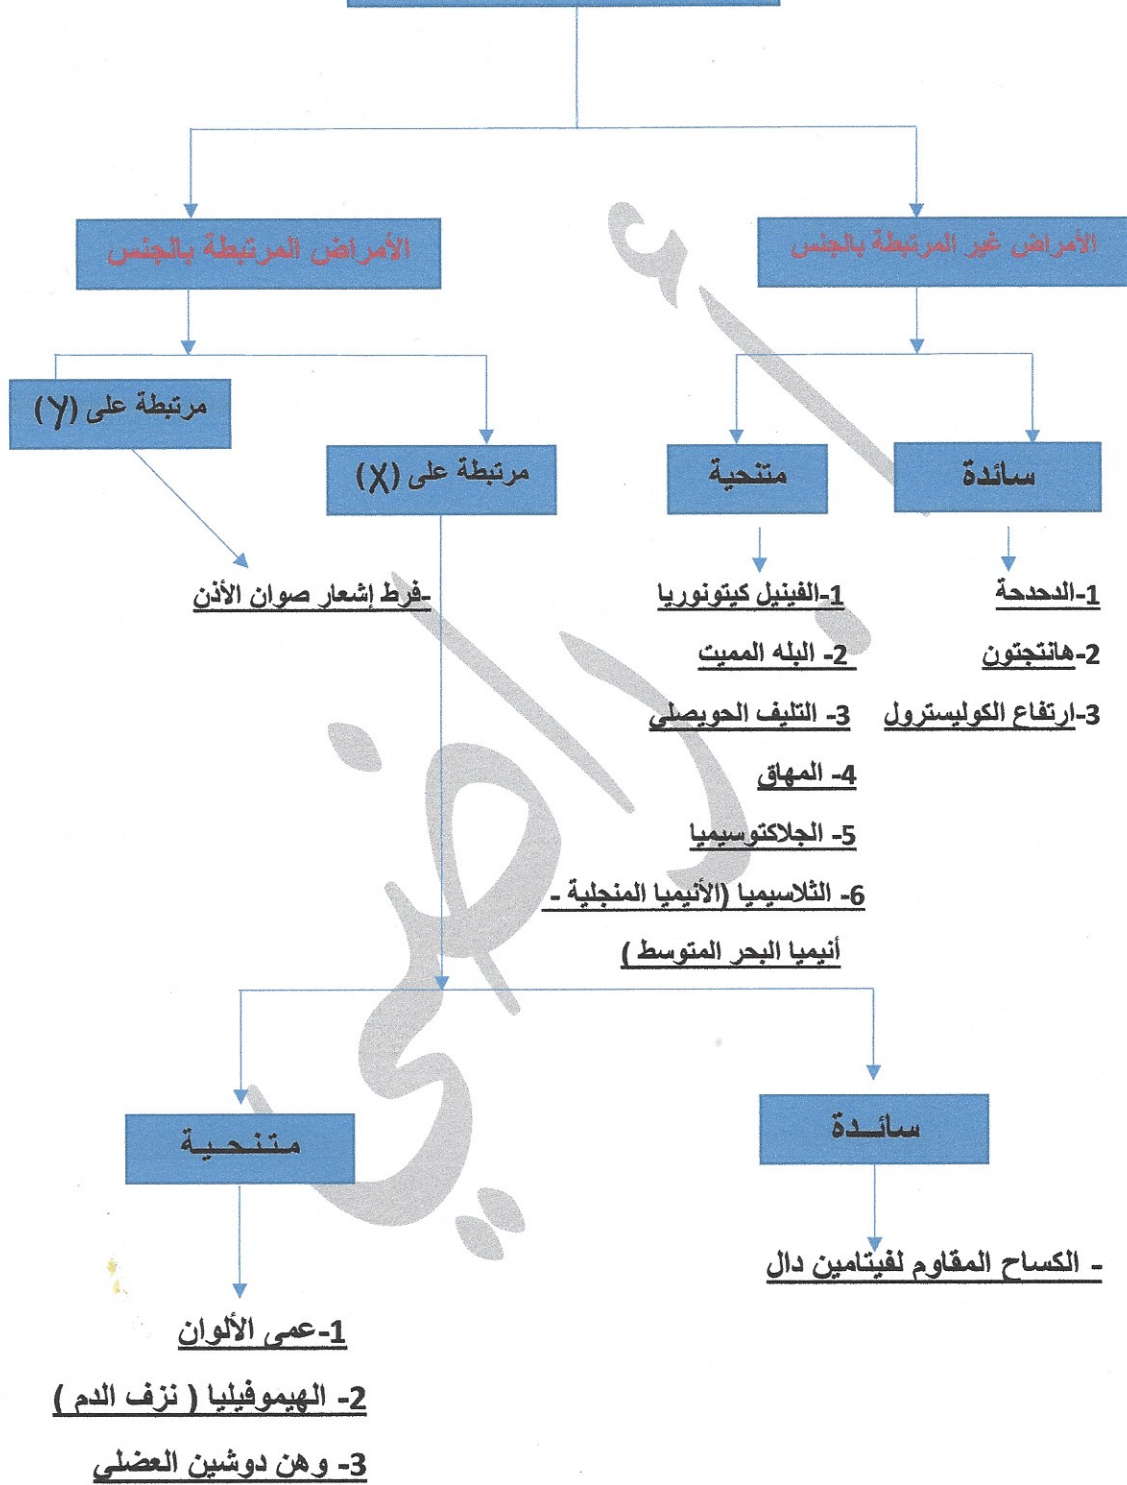 الأمراض غير المرتبطة بالجنس
الأمراض المرتبطة بالجنس
سائدة
متنحية
مرتبطة على (X)
مرتبطة على (y)
1-الدحدحة
2-هانتجتون
3-ارتفاع الكوليسترول
1-الفينيل كيتونوريا
2- البله المميت
3- التليف الحويصلي
4- المهاق
5- الجلاكتوسيميا
6- الثلاسيميا (الأنيميا المنجلية -
أنيميا البحر المتوسط )
-فرط إشعار صوان الأذن
سائــدة
مـتـنـحـيـة
- الكساح المقاوم لفيتامين دال
1-عمى الألوان
2- الهيموفيليا ( نزف الدم )
3- وهن دوشين العضلي